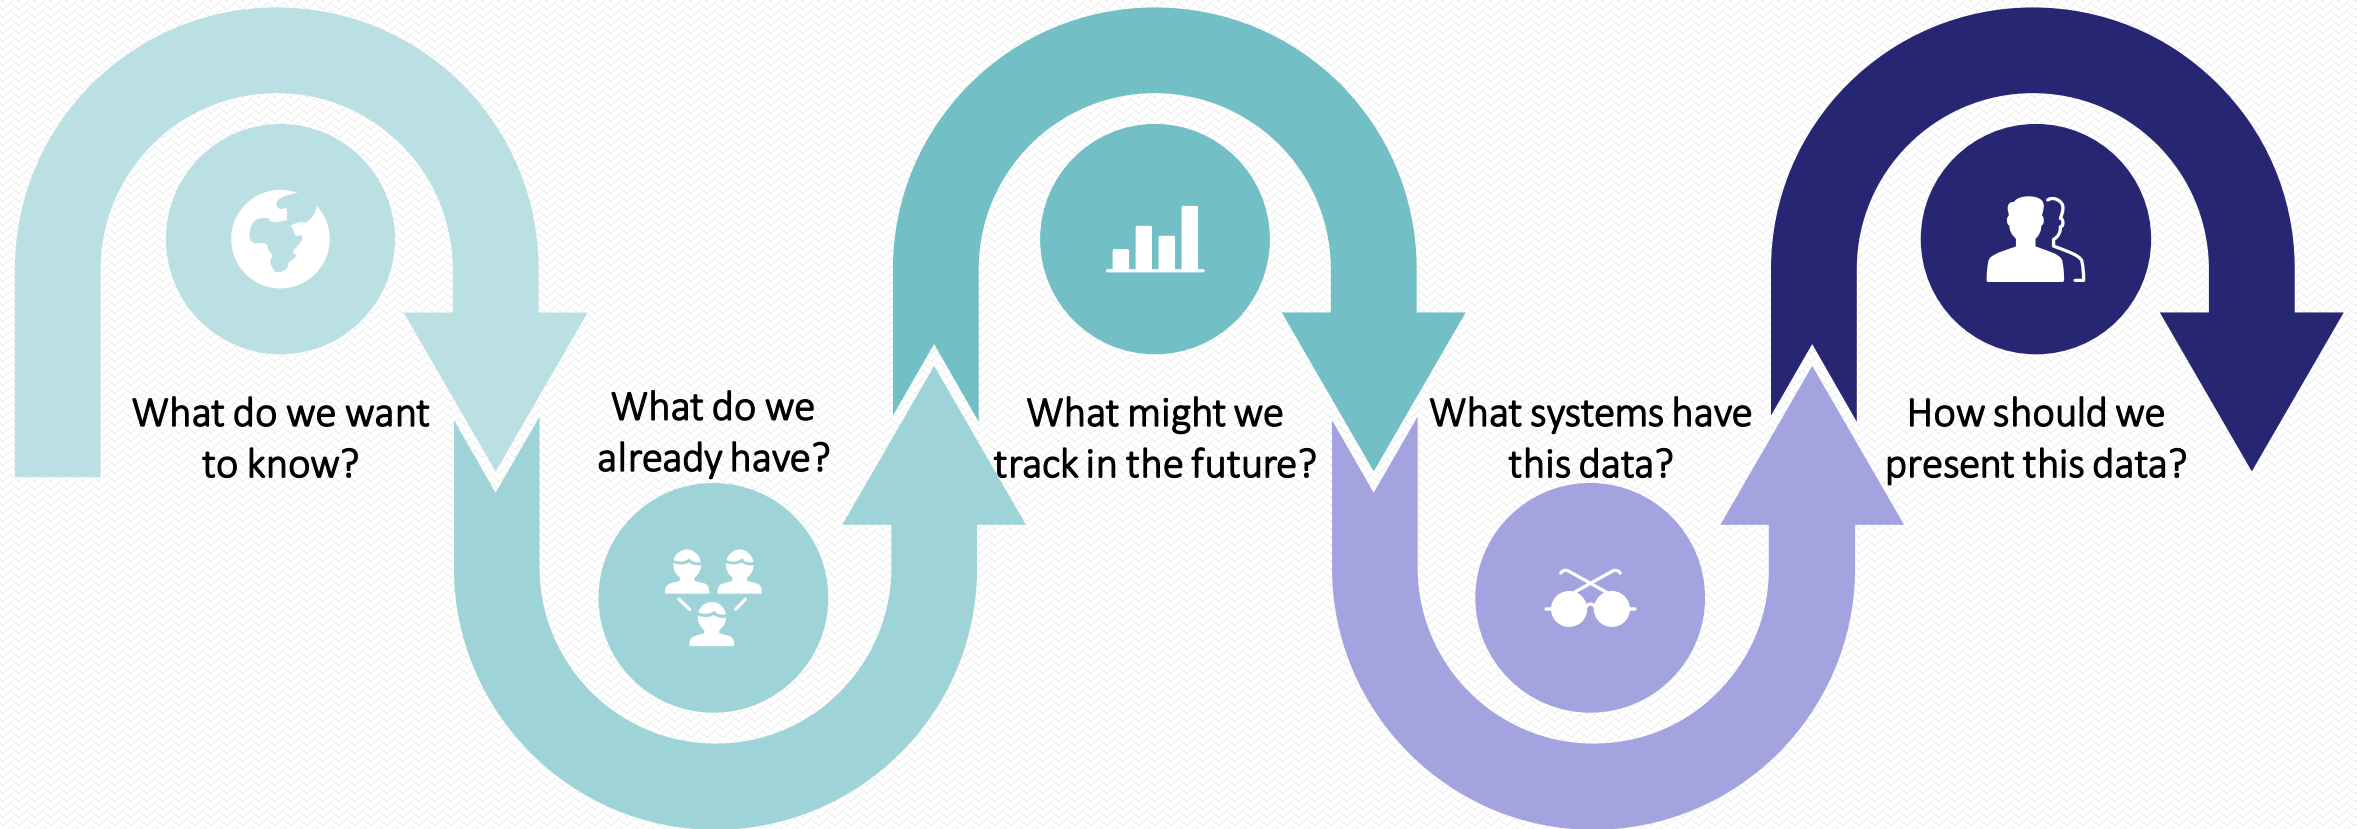 What do we want
to know?
What do we
already have?
What might we
track in the future?
What systems have
this data?
How should we
present this data?